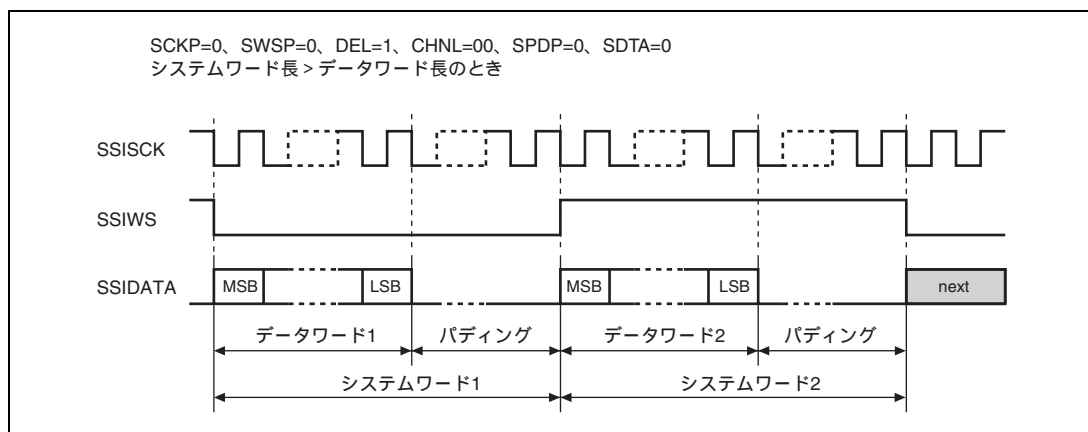 SCKP=0、SWSP=0、DEL=1、CHNL=00、SPDP=0、SDTA=0
システムワード長＞データワード長のとき
SSISCK
SSIWS
SSIDATA
MSB
LSB
MSB
LSB
next
データワード1
パディング
データワード2
パディング
システムワード1
システムワード2